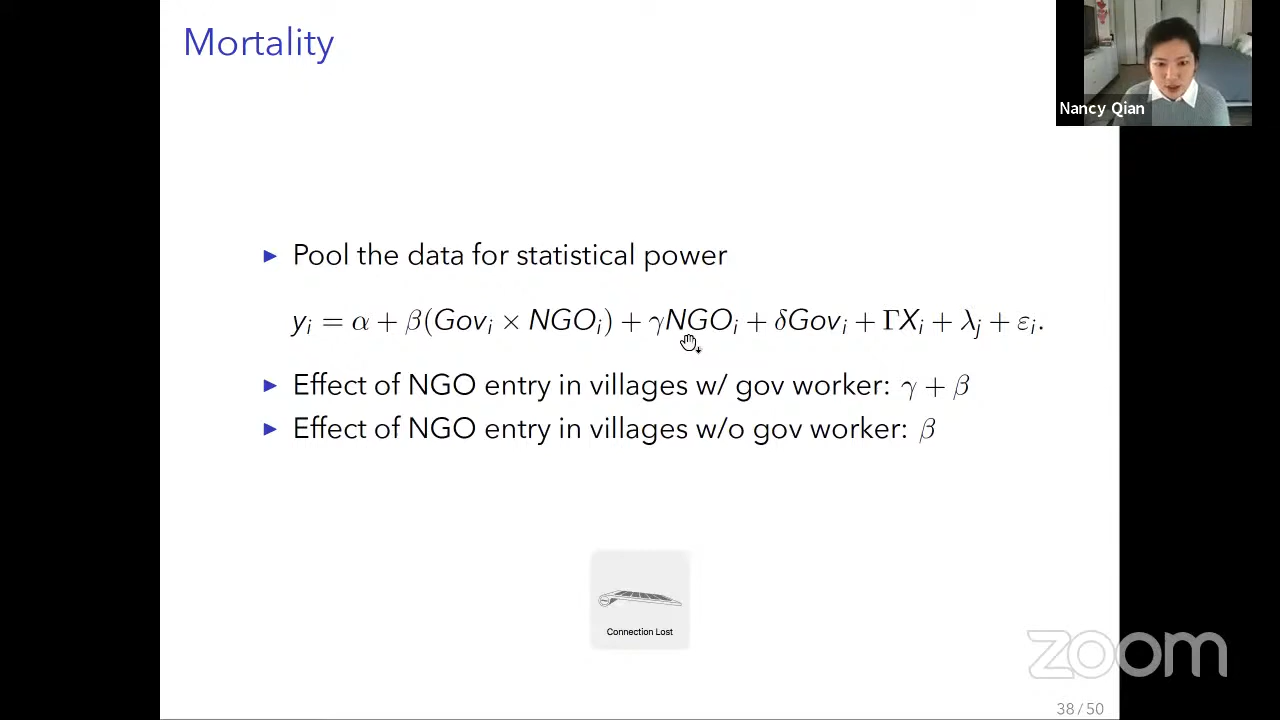 Mortality
Nancy Qian
▶ Pool the data for statistical power
yᵢ = α + β(Govᵢ × NGOᵢ) + γNGOᵢ + δGovᵢ + ΓXᵢ + λⱼ + εᵢ.
▶ Effect of NGO entry in villages w/ gov worker: γ + β
▶ Effect of NGO entry in villages w/o gov worker: β
Connection Lost
zoom
38 / 50